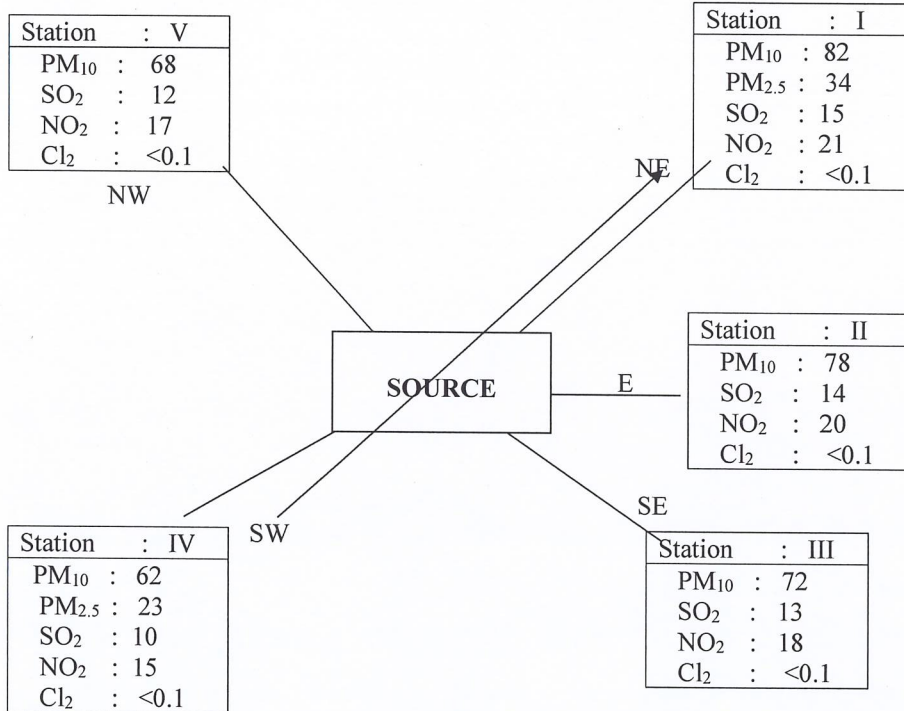 Station : V
PM₁₀ : 68
SO₂ : 12
NO₂ : 17
Cl₂ : <0.1
NW
Station : I
PM₁₀ : 82
PM₂.₅ : 34
SO₂ : 15
NO₂ : 21
Cl₂ : <0.1
NE
SOURCE
E
Station : II
PM₁₀ : 78
SO₂ : 14
NO₂ : 20
Cl₂ : <0.1
SW
SE
Station : IV
PM₁₀ : 62
PM₂.₅ : 23
SO₂ : 10
NO₂ : 15
Cl₂ : <0.1
Station : III
PM₁₀ : 72
SO₂ : 13
NO₂ : 18
Cl₂ : <0.1